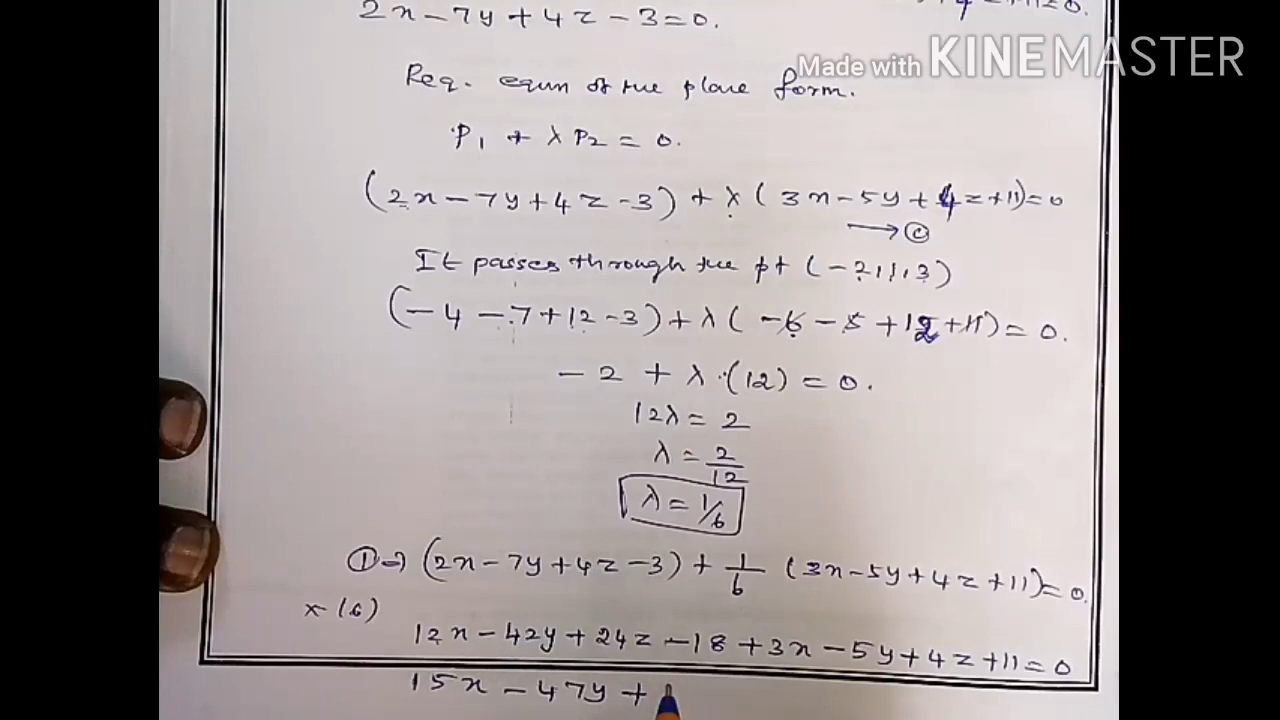 2x - 7y + 4z - 3 = 0.
Made with KINEMASTER
Req. equn of the plane form.
P₁ + λ P₂ = 0.
(2x - 7y + 4z - 3) + λ (3x - 5y + 4z + 11) = 0
It passes through the pt (-2,1,3)
(-4 - 7 + 12 - 3) + λ (-6 - 5 + 12 + 11) = 0.
-2 + λ·(12) = 0.
12λ = 2
λ = 2/12
λ = 1/6
① ⇒ (2x - 7y + 4z - 3) + 1/6 (3x - 5y + 4z + 11) = 0.
× (6)
12x - 42y + 24z - 18 + 3x - 5y + 4z + 11 = 0
15x - 47y +